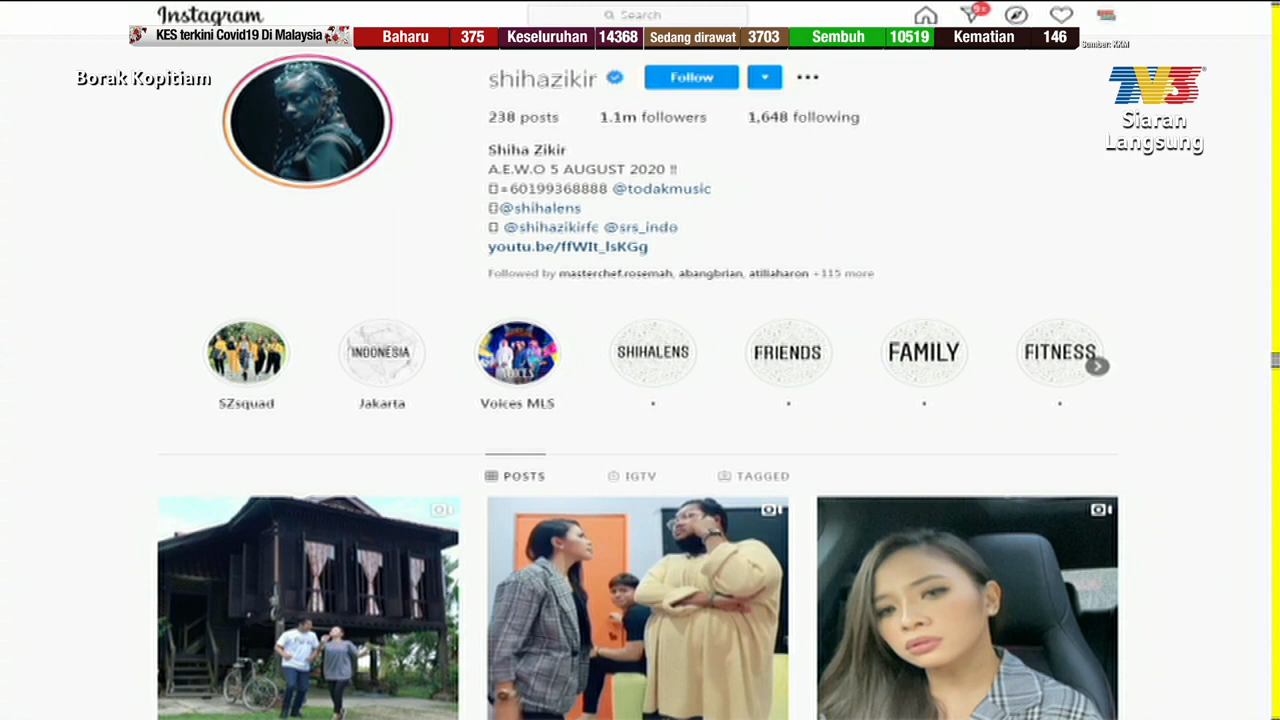 Instagram
Search
9+
KES terkini Covid19 Di Malaysia Baharu 375 Keseluruhan 14368 Sedang dirawat 3703 Sembuh 10519 Kematian 146
Sumber: KKM
Borak Kopitiam
TV3
Siaran
Langsung
shihazikir Follow
238 posts 1.1m followers 1,648 following
Shiha Zikir
A.E.W.O 5 AUGUST 2020 !!
=60199368888 @todakmusic
@shihalens
@shihazikirfc @srs_indo
youtu.be/ffWIt_lsKGg
Followed by masterchef.rosemah, abangbrian, atiliaharon +115 more
INDONESIA
VOICES
SHIHALENS
FRIENDS
FAMILY
FITNESS
SZsquad
Jakarta
Voices MLS
POSTS IGTV TAGGED